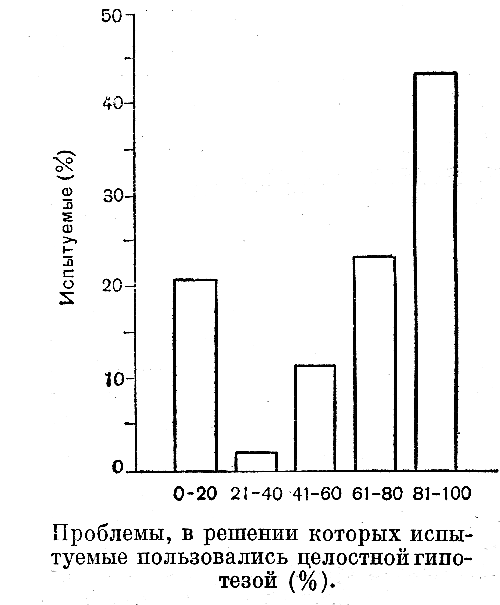 50
40
30
20
10
0
Испытуемые (%)
0-20 21-40 41-60 61-80 81-100
Проблемы, в решении которых испы-
туемые пользовались целостной гипо-
тезой (%).